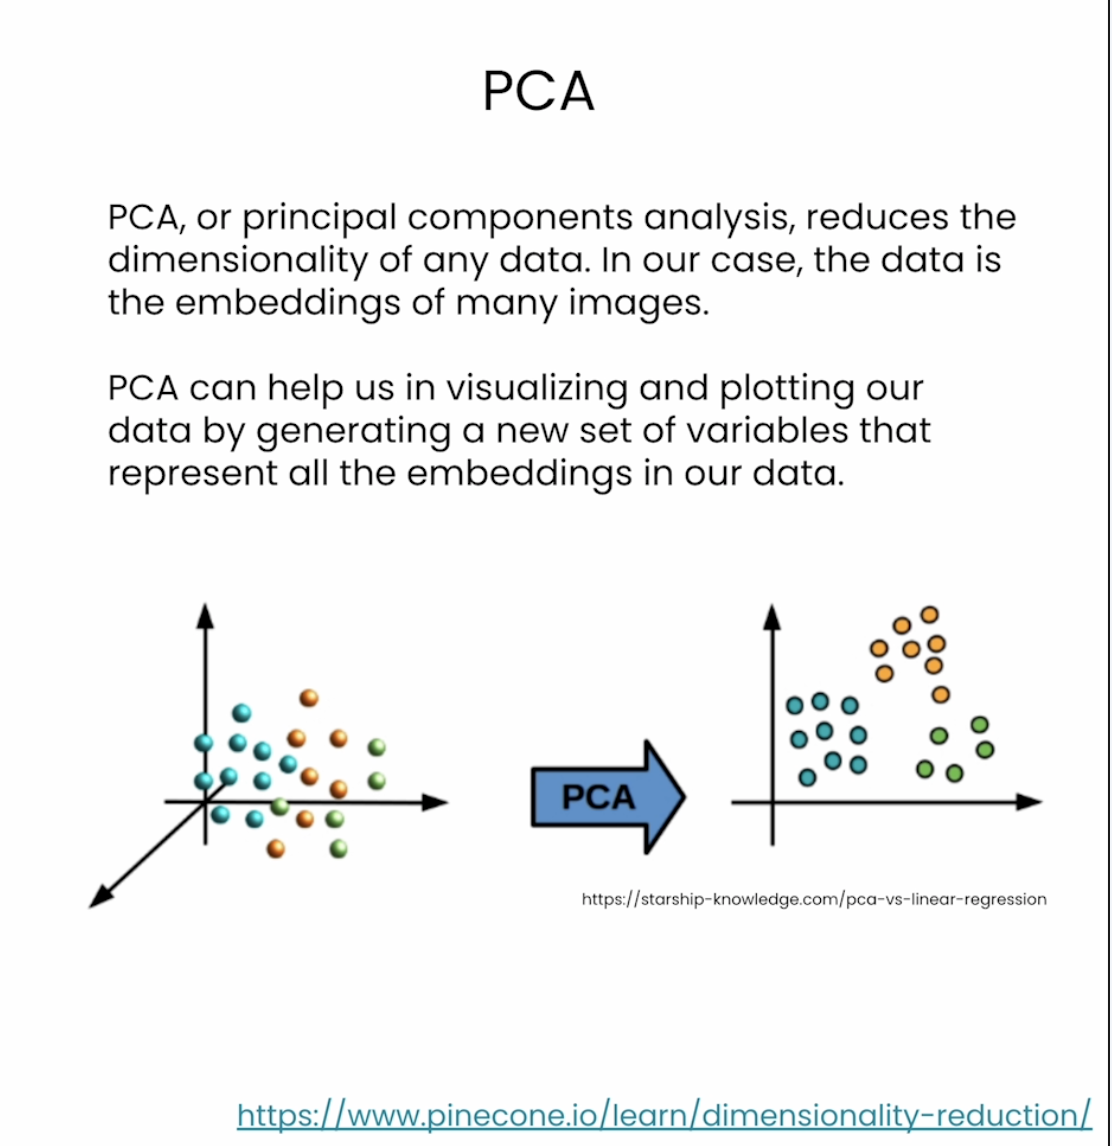 PCA
PCA, or principal components analysis, reduces the
dimensionality of any data. In our case, the data is
the embeddings of many images.
PCA can help us in visualizing and plotting our
data by generating a new set of variables that
represent all the embeddings in our data.
PCA
https://starship-knowledge.com/pca-vs-linear-regression
https://www.pinecone.io/learn/dimensionality-reduction/